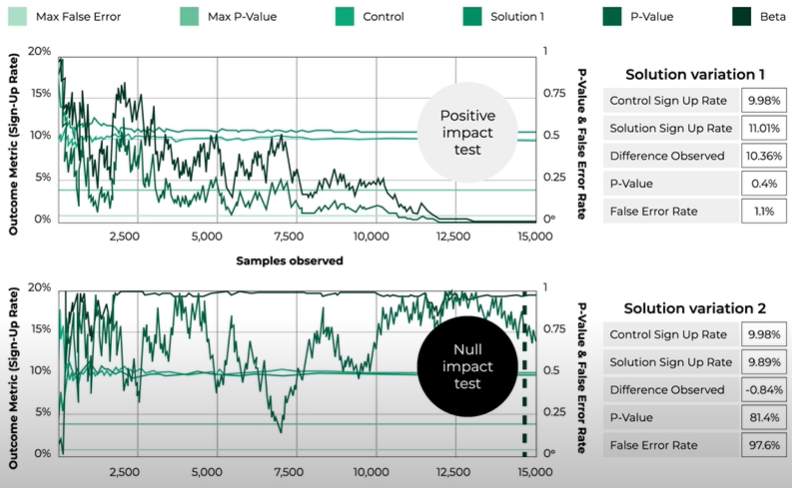 Max False Error
Max P-Value
Control
Solution 1
P-Value
Beta
Outcome Metric (Sign-Up Rate)
20%
15%
10%
5%
0%
1
0.75
0.5
0.25
0°
P-Value & False Error Rate
Positive
impact
test
2,500
5,000
7,500
10,000
12,500
15,000
Samples observed
Solution variation 1
Control Sign Up Rate 9.98%
Solution Sign Up Rate 11.01%
Difference Observed 10.36%
P-Value 0.4%
False Error Rate 1.1%
Outcome Metric (Sign-Up Rate)
20%
15%
10%
5%
0%
1
0.75
0.5
0.25
0°
P-Value & False Error Rate
Null
impact
test
2,500
5,000
7,500
10,000
12,500
15,000
Solution variation 2
Control Sign Up Rate 9.98%
Solution Sign Up Rate 9.89%
Difference Observed -0.84%
P-Value 81.4%
False Error Rate 97.6%